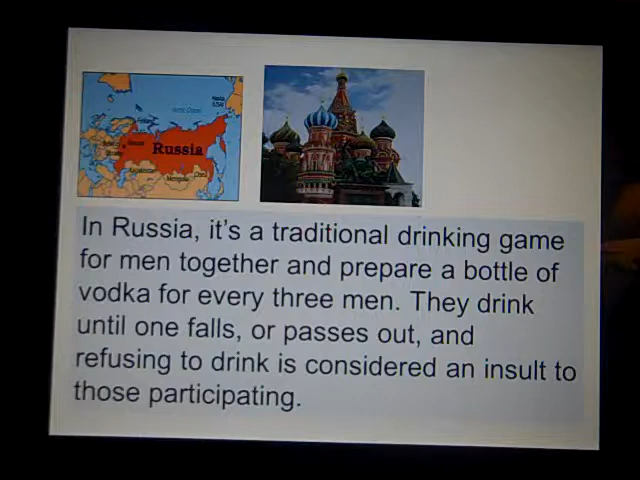 Russia
In Russia, it's a traditional drinking game
for men together and prepare a bottle of
vodka for every three men. They drink
until one falls, or passes out, and
refusing to drink is considered an insult to
those participating.